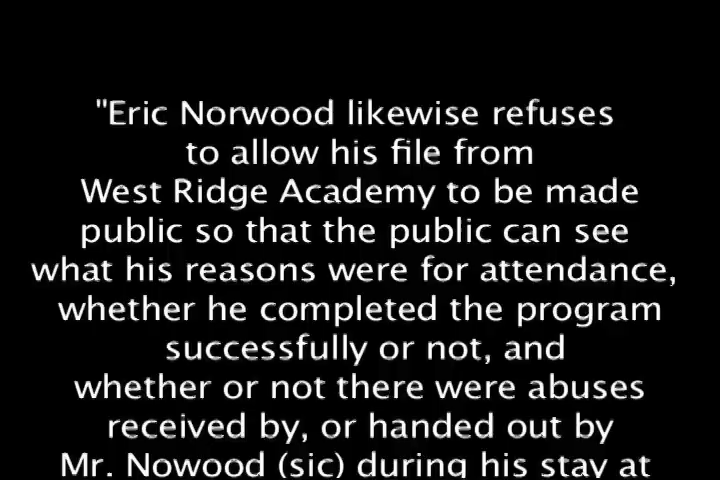 "Eric Norwood likewise refuses
to allow his file from
West Ridge Academy to be made
public so that the public can see
what his reasons were for attendance,
whether he completed the program
successfully or not, and
whether or not there were abuses
received by, or handed out by
Mr. Nowood (sic) during his stay at